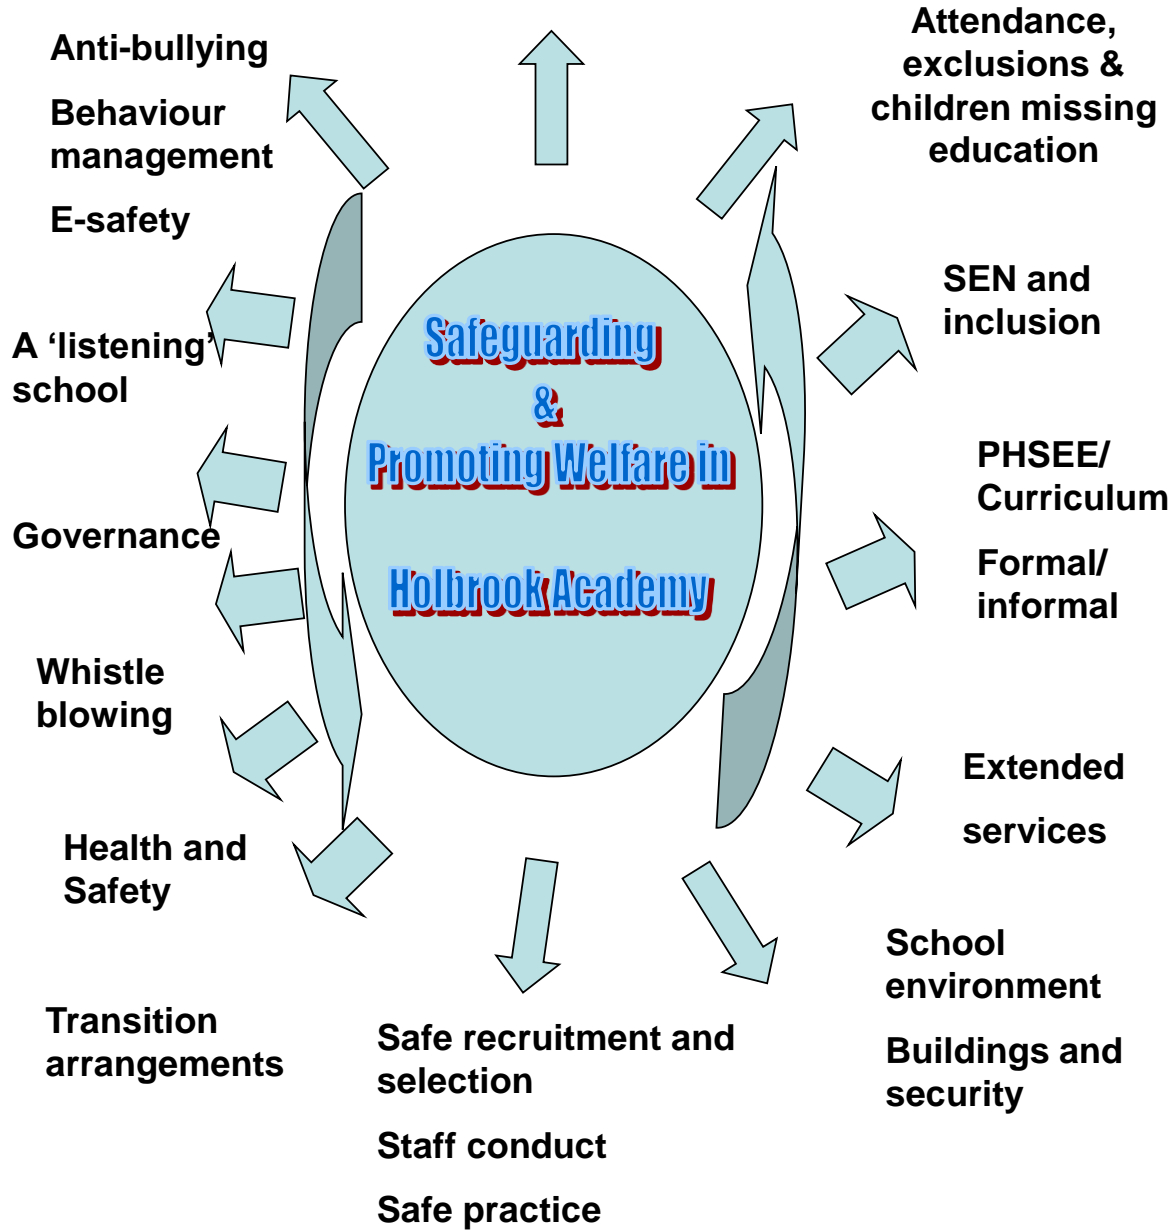 Anti-bullying
Behaviour
management
E-safety
A ‘listening’
school
Governance
Whistle
blowing
Health and
Safety
Transition
arrangements
Safeguarding
&
Promoting Welfare in
Holbrook Academy
Safe recruitment and
selection
Staff conduct
Safe practice
Attendance,
exclusions &
children missing
education
SEN and
inclusion
PHSEE/
Curriculum
Formal/
informal
Extended
services
School
environment
Buildings and
security